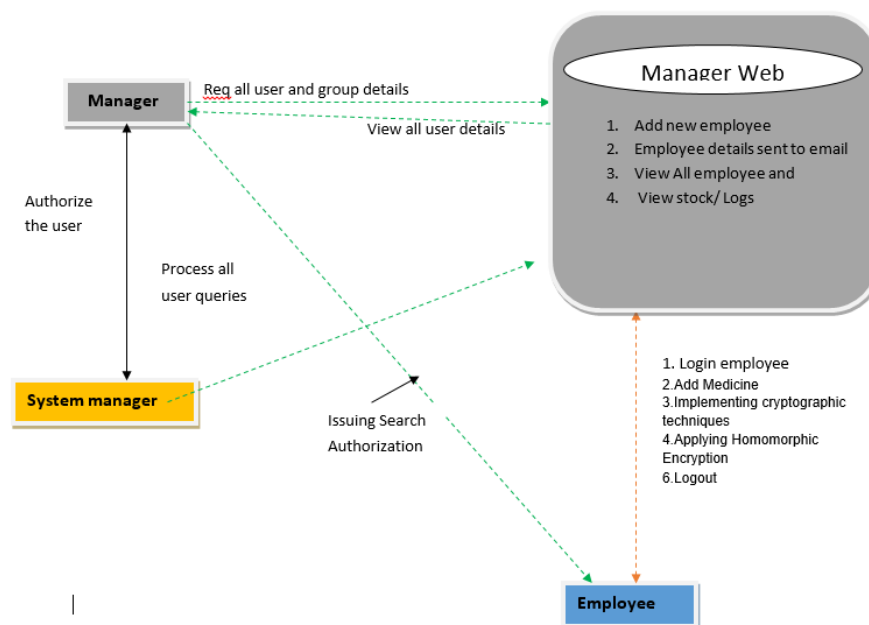 Manager Web
Manager
Req all user and group details
View all user details
1. Add new employee
2. Employee details sent to email
3. View All employee and
4. View stock/ Logs
Authorize
the user
Process all
user queries
System manager
Issuing Search
Authorization
1. Login employee
2.Add Medicine
3.Implementing cryptographic
techniques
4.Applying Homomorphic
Encryption
6.Logout
Employee